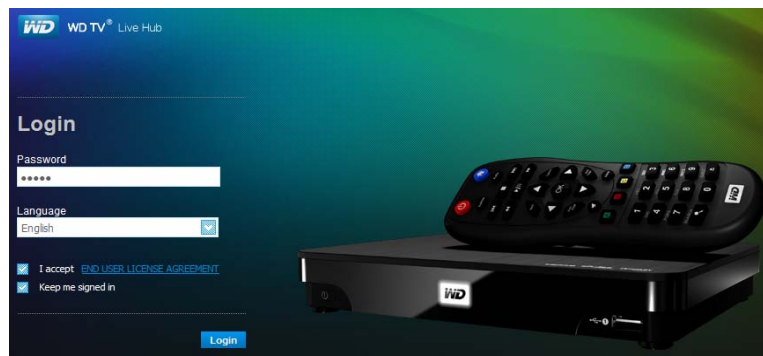 WD WD TV® Live Hub
Login
Password
•••••
Language
English
I accept END USER LICENSE AGREEMENT
Keep me signed in
Login
OK
WD
WD